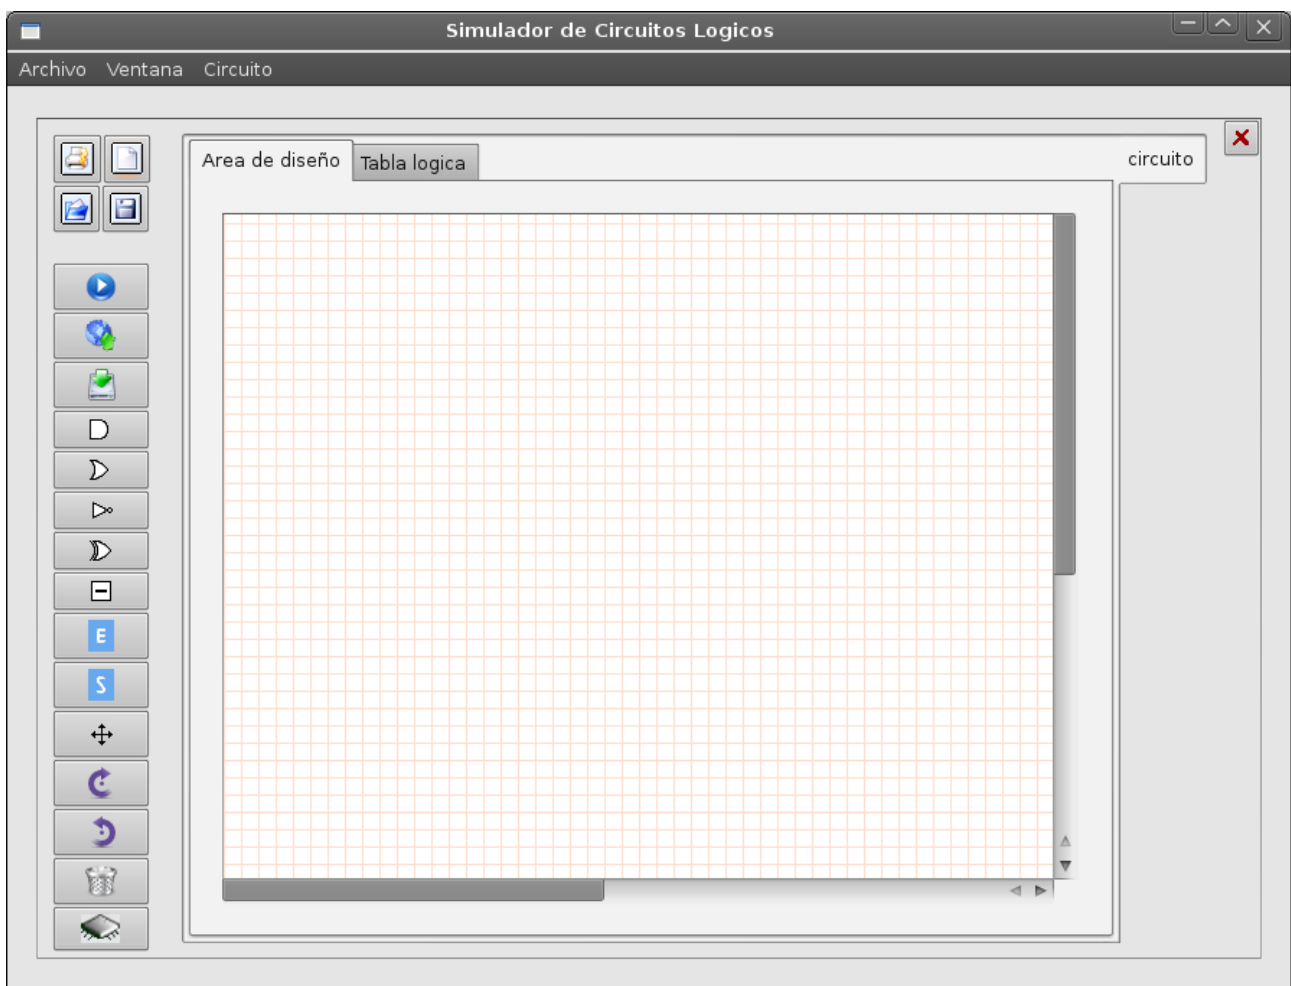 Simulador de Circuitos Logicos
Archivo Ventana Circuito
Area de diseño Tabla logica circuito
E
S